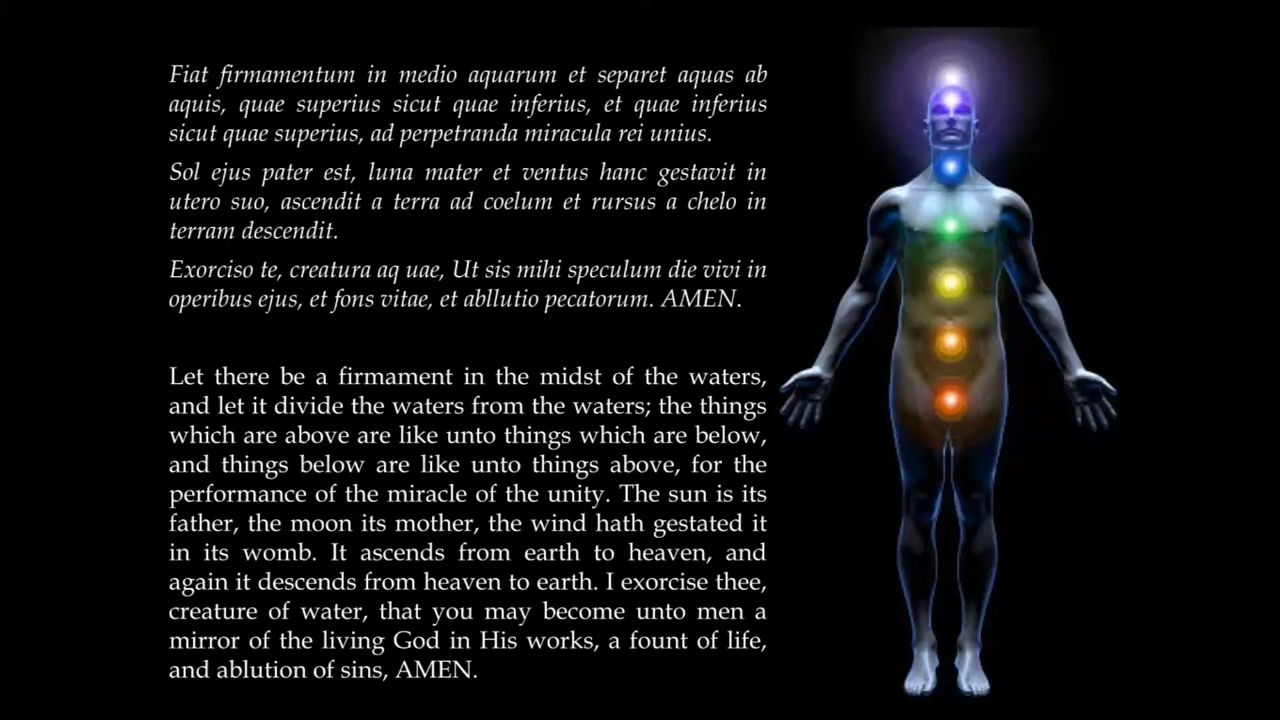 Fiat firmamentum in medio aquarum et separet aquas ab
aquis, quae superius sicut quae inferius, et quae inferius
sicut quae superius, ad perpetranda miracula rei unius.
Sol ejus pater est, luna mater et ventus hanc gestavit in
utero suo, ascendit a terra ad coelum et rursus a chelo in
terram descendit.
Exorciso te, creatura aq uae, Ut sis mihi speculum die vivi in
operibus ejus, et fons vitae, et abllutio pecatorum. AMEN.
Let there be a firmament in the midst of the waters,
and let it divide the waters from the waters; the things
which are above are like unto things which are below,
and things below are like unto things above, for the
performance of the miracle of the unity. The sun is its
father, the moon its mother, the wind hath gestated it
in its womb. It ascends from earth to heaven, and
again it descends from heaven to earth. I exorcise thee,
creature of water, that you may become unto men a
mirror of the living God in His works, a fount of life,
and ablution of sins, AMEN.